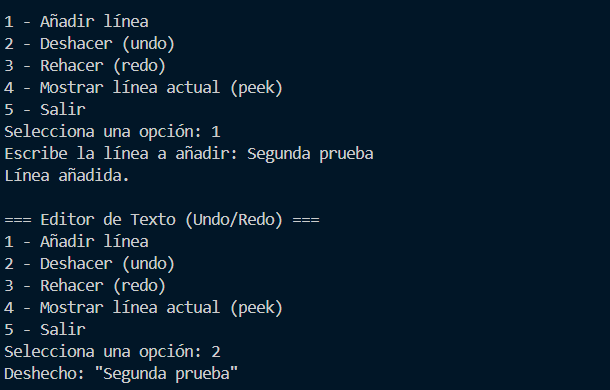 1 - Añadir línea
2 - Deshacer (undo)
3 - Rehacer (redo)
4 - Mostrar línea actual (peek)
5 - Salir
Selecciona una opción: 1
Escribe la línea a añadir: Segunda prueba
Línea añadida.
=== Editor de Texto (Undo/Redo) ===
1 - Añadir línea
2 - Deshacer (undo)
3 - Rehacer (redo)
4 - Mostrar línea actual (peek)
5 - Salir
Selecciona una opción: 2
Deshecho: "Segunda prueba"